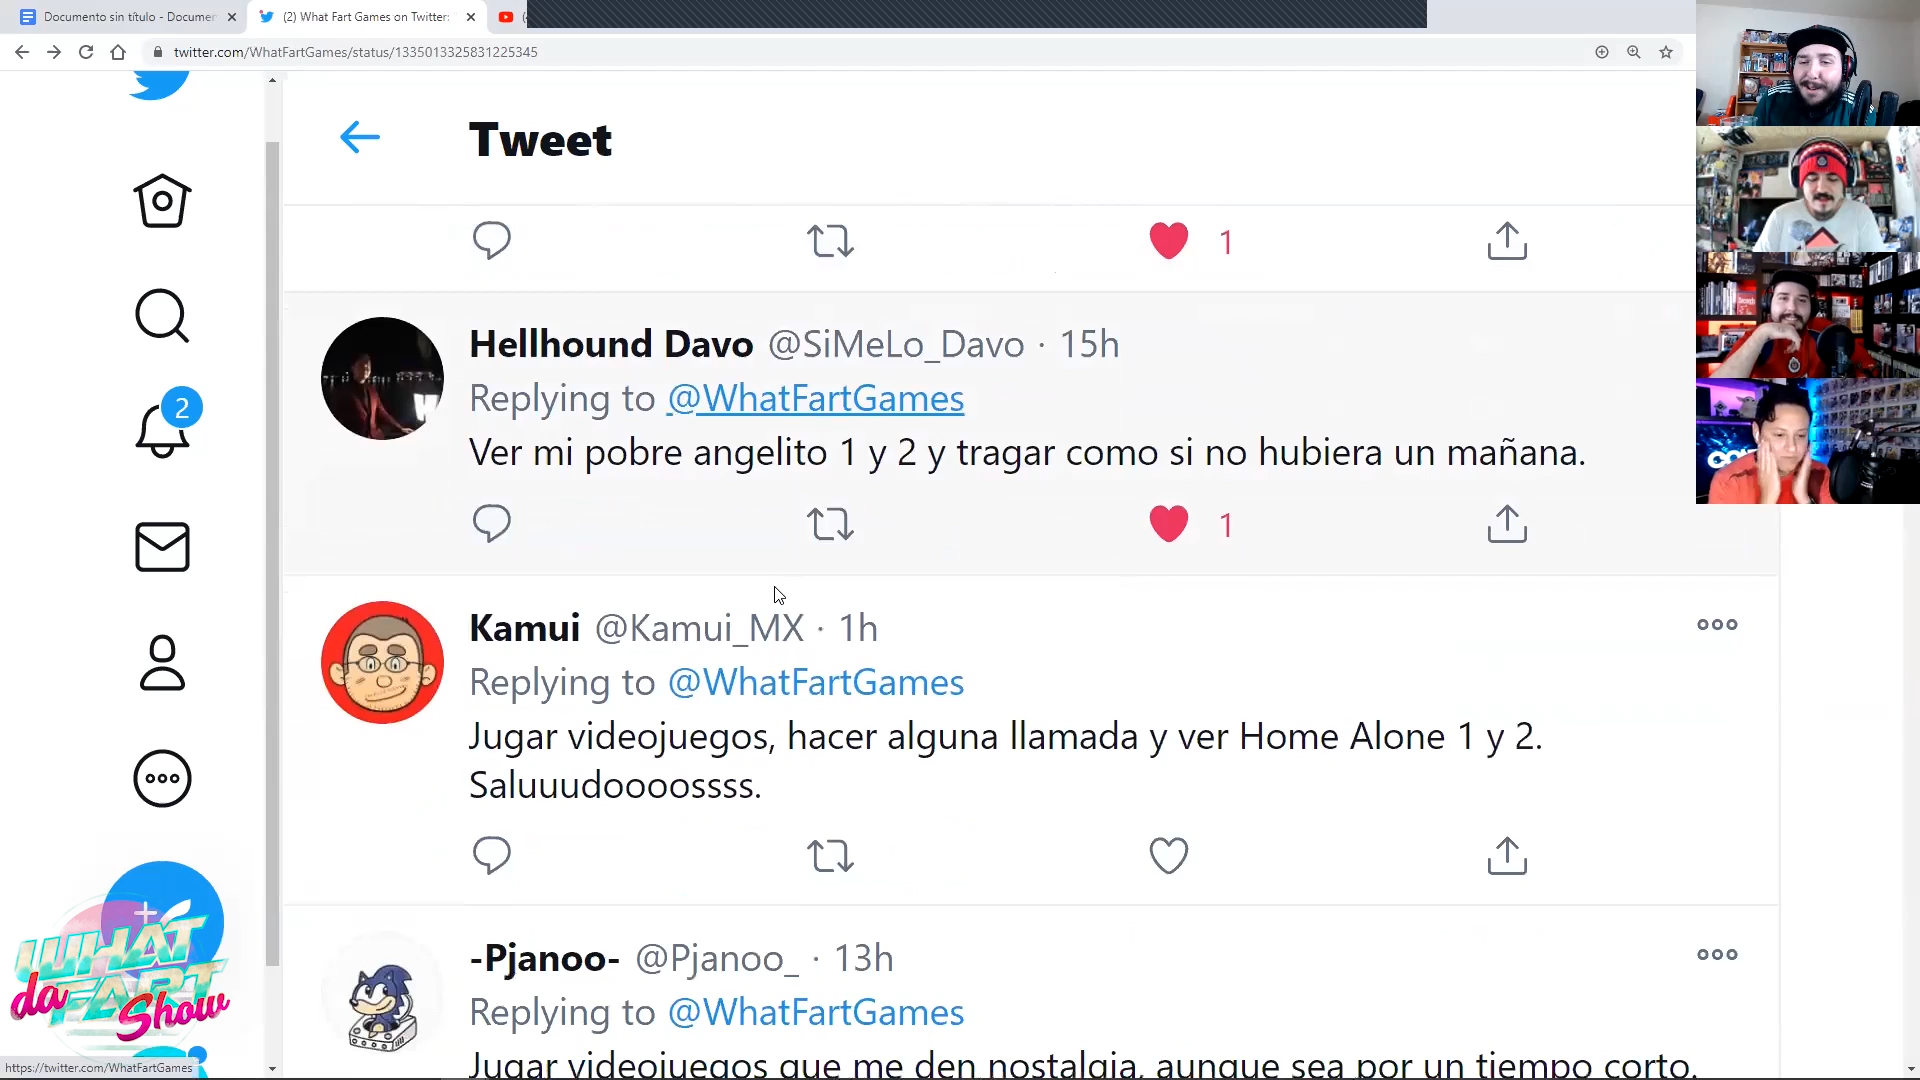 Documento sin título - Documen
(2) What Fart Games on Twitter:
twitter.com/WhatFartGames/status/1335013325831225345
Tweet
1
Hellhound Davo @SiMeLo_Davo · 15h
Replying to @WhatFartGames
Ver mi pobre angelito 1 y 2 y tragar como si no hubiera un mañana.
1
2
Kamui @Kamui_MX · 1h
Replying to @WhatFartGames
Jugar videojuegos, hacer alguna llamada y ver Home Alone 1 y 2.
Saluuudoooossss.
-Pjanoo- @Pjanoo_ · 13h
Replying to @WhatFartGames
Jugar videojuegos que me den nostalgia, aunque sea por un tiempo corto.
WHAT
da FART
Show
https://twitter.com/WhatFartGames